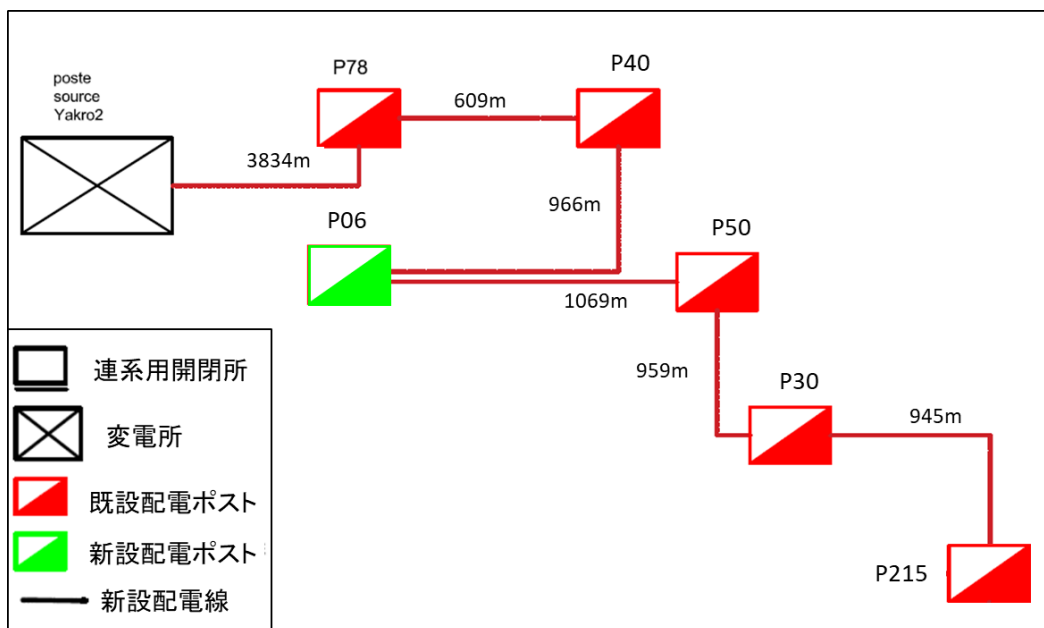 poste
source
Yakro2
P78
P40
609m
3834m
966m
P06
P50
1069m
959m
P30
945m
P215
連系用開閉所
変電所
既設配電ポスト
新設配電ポスト
新設配電線